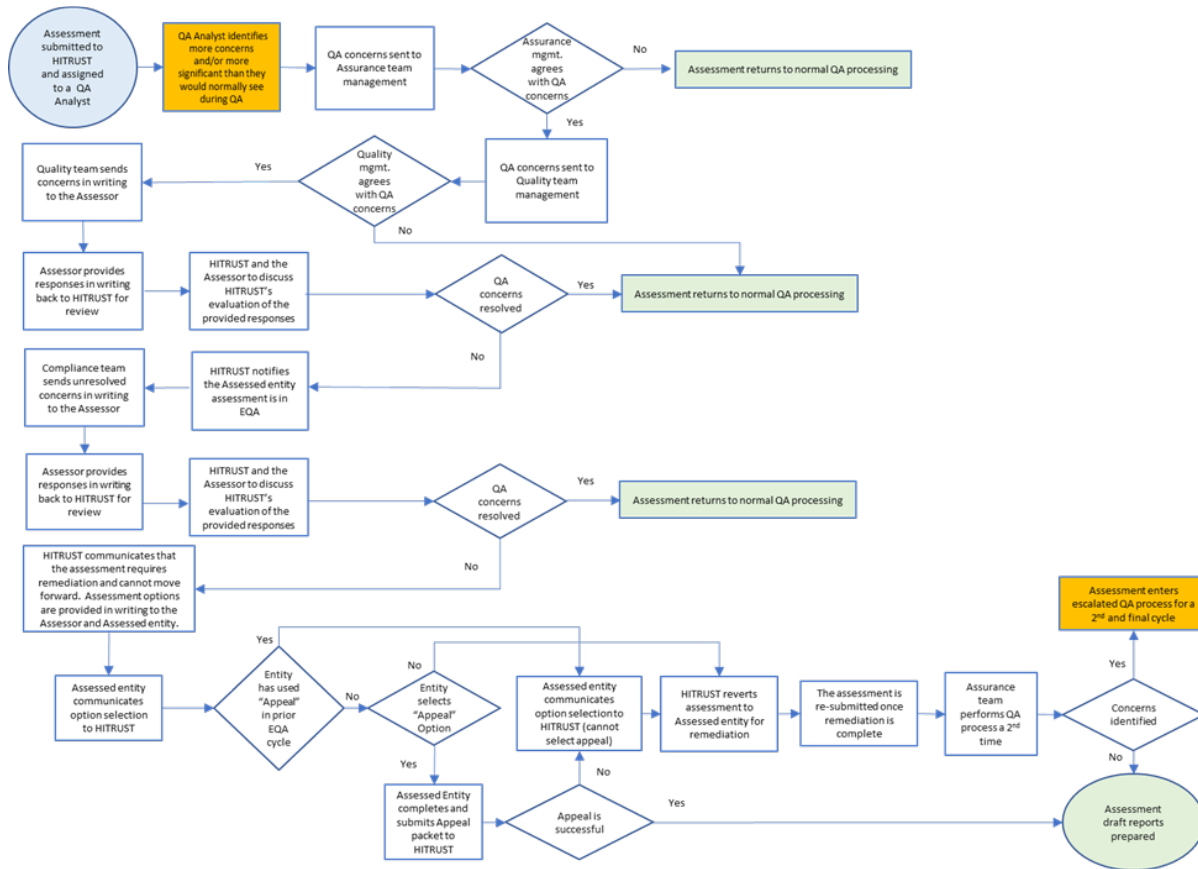 Assessment
submitted to
HITRUST
and assigned
to a QA
Analyst
QA Analyst identifies
more concerns
and/or more
significant than they
would normally see
during QA
QA concerns sent to
Assurance team
management
Assurance
mgmt.
agrees
with QA
concerns
No
Assessment returns to normal QA processing
Yes
Quality team sends
concerns in writing
to the Assessor
Yes
Quality
mgmt.
agrees
with QA
concerns
QA concerns sent to
Quality team
management
No
Assessor provides
responses in writing
back to HITRUST for
review
HITRUST and the
Assessor to discuss
HITRUST's
evaluation of the
provided responses
QA
concerns
resolved
Yes
Assessment returns to normal QA processing
No
Compliance team
sends unresolved
concerns in writing
to the Assessor
HITRUST notifies
the Assessed entity
assessment is in
EQA
Assessor provides
responses in writing
back to HITRUST for
review
HITRUST and the
Assessor to discuss
HITRUST's
evaluation of the
provided responses
QA
concerns
resolved
Yes
Assessment returns to normal QA processing
No
HITRUST communicates that
the assessment requires
remediation and cannot move
forward. Assessment options
are provided in writing to the
Assessor and Assessed entity.
Assessment enters
escalated QA process for a
2nd and final cycle
Yes
Assessed entity
communicates
option selection
to HITRUST
Entity
has used
"Appeal"
in prior
EQA
cycle
No
No
Entity
selects
"Appeal"
Option
Assessed entity
communicates
option selection to
HITRUST (cannot
select appeal)
HITRUST reverts
assessment to
Assessed entity for
remediation
The assessment is
re-submitted once
remediation is
complete
Assurance
team
performs QA
process a 2nd
time
Yes
Concerns
identified
Yes
No
No
Assessed Entity
completes and
submits Appeal
packet to
HITRUST
Appeal is
successful
Yes
Assessment
draft reports
prepared